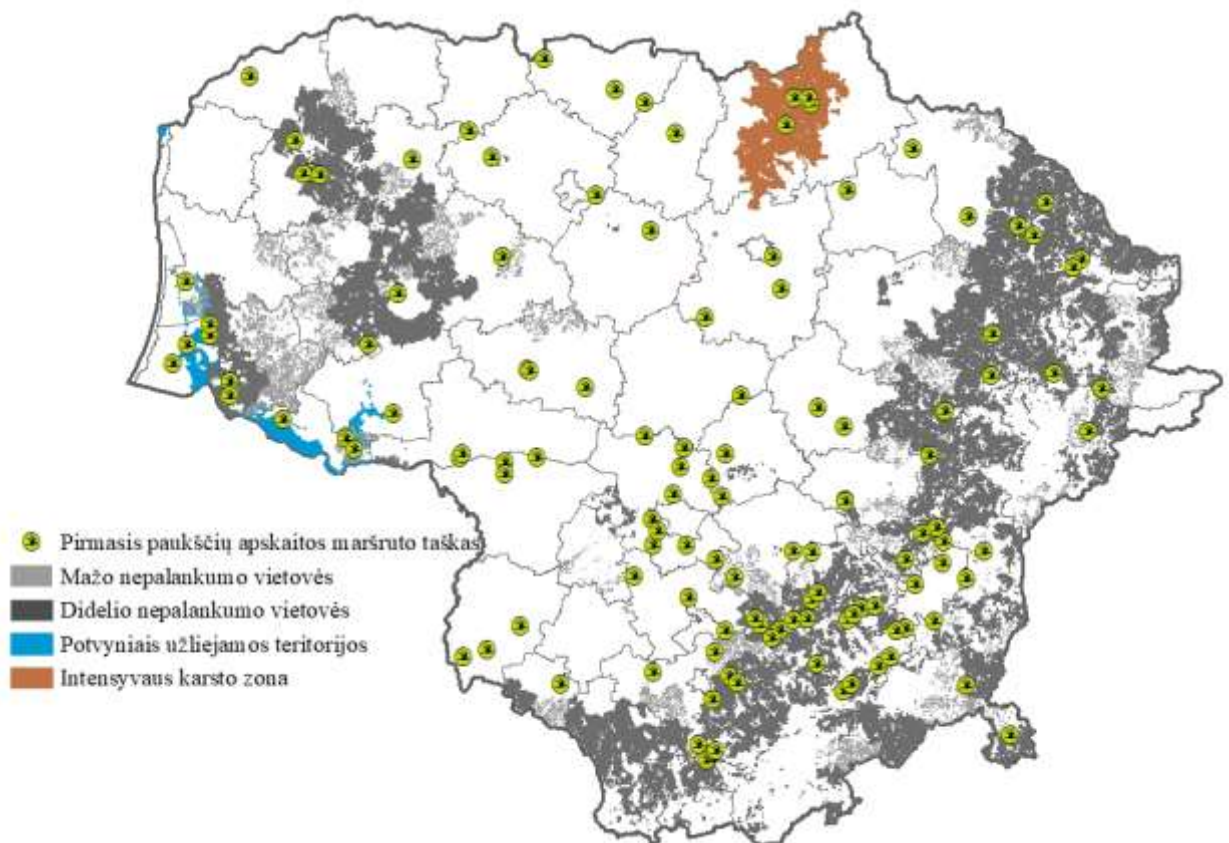 Pirmasis paukščių apskaitos maršruto taškas
Mažo nepalankumo vietovės
Didelio nepalankumo vietovės
Potvyniais užliejamos teritorijos
Intensyvaus karsto zona